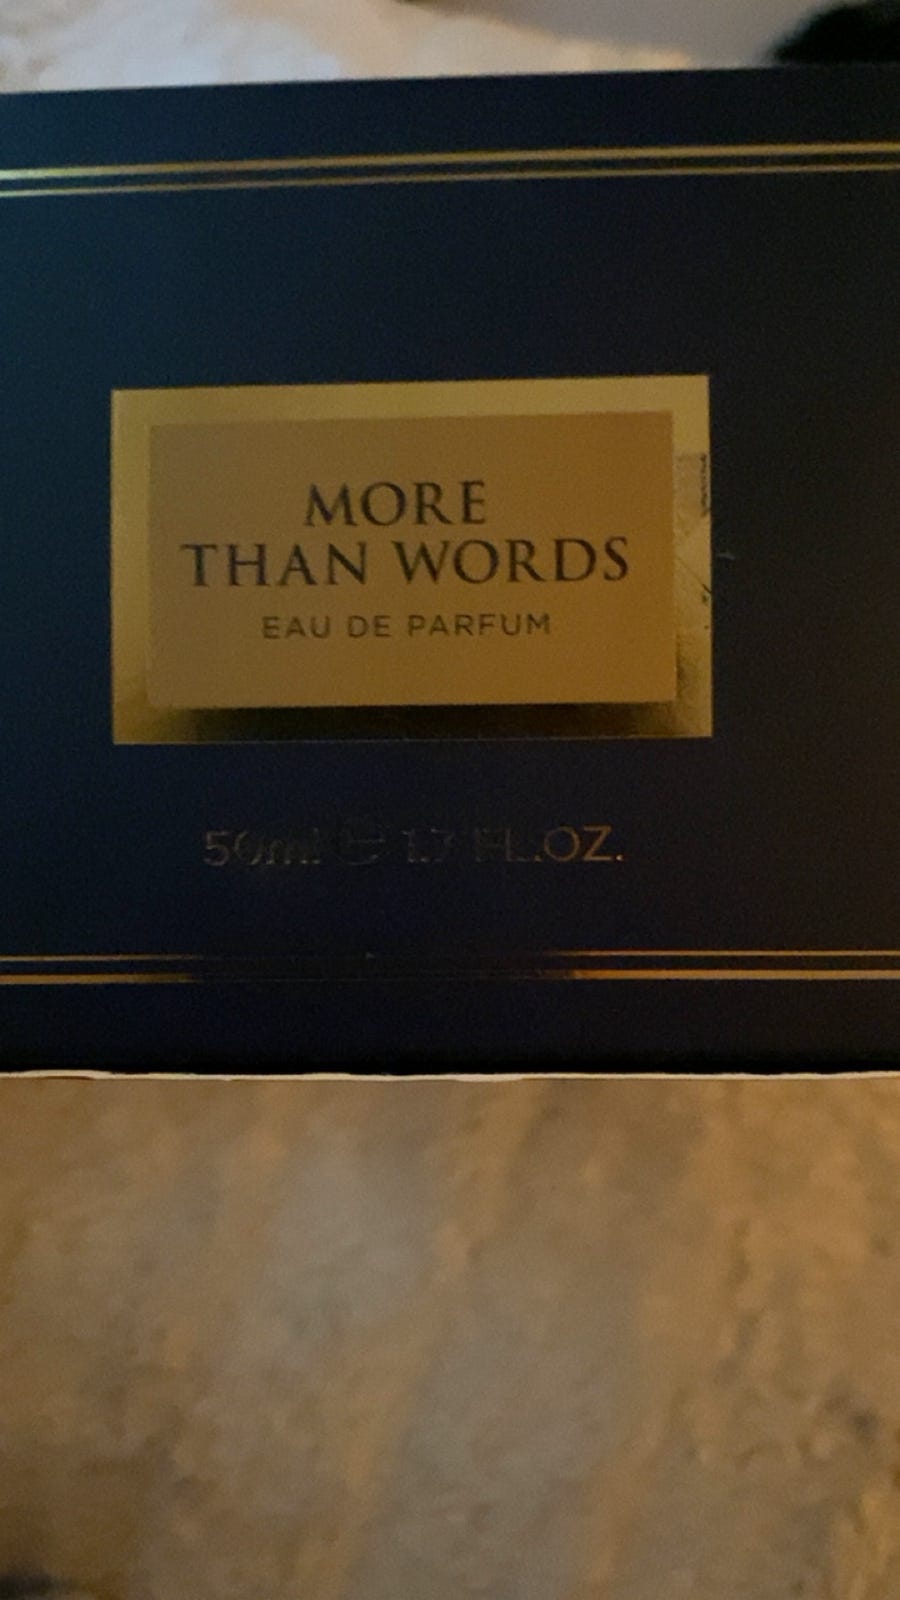 MORE
THAN WORDS
EAU DE PARFUM
50ml ℮ 1.7 FL.OZ.